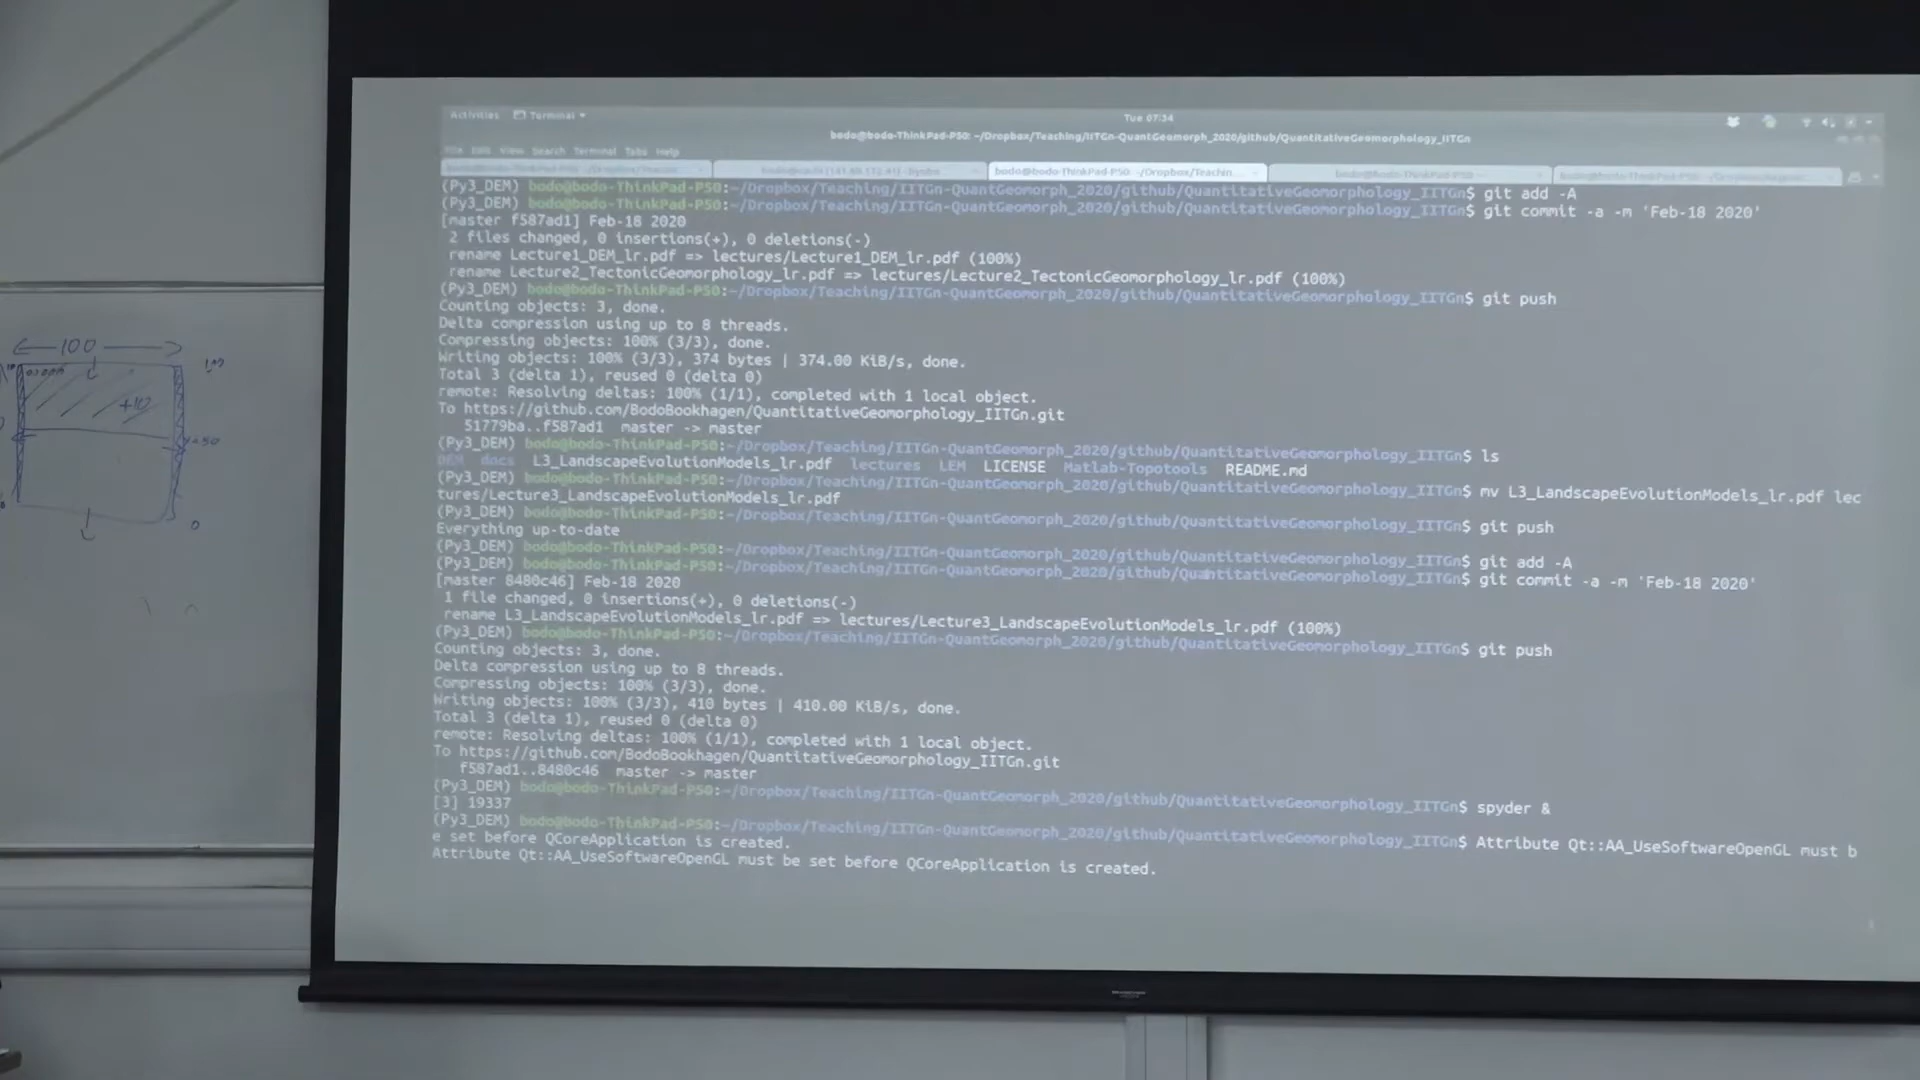 Activities Terminal
Tue 07:34
bodo@bodo-ThinkPad-P50: ~/Dropbox/Teaching/IITGn-QuantGeomorph_2020/github/QuantitativeGeomorphology_IITGn
File Edit View Search Terminal Tabs Help
bodo@bodo-ThinkPad-P50: ~/Dropbox/Teachin...
(Py3_DEM) bodo@bodo-ThinkPad-P50:~/Dropbox/Teaching/IITGn-QuantGeomorph_2020/github/QuantitativeGeomorphology_IITGn$ git add -A
(Py3_DEM) bodo@bodo-ThinkPad-P50:~/Dropbox/Teaching/IITGn-QuantGeomorph_2020/github/QuantitativeGeomorphology_IITGn$ git commit -a -m 'Feb-18 2020'
[master f587ad1] Feb-18 2020
2 files changed, 0 insertions(+), 0 deletions(-)
rename Lecture1_DEM_lr.pdf => lectures/Lecture1_DEM_lr.pdf (100%)
rename Lecture2_TectonicGeomorphology_lr.pdf => lectures/Lecture2_TectonicGeomorphology_lr.pdf (100%)
(Py3_DEM) bodo@bodo-ThinkPad-P50:~/Dropbox/Teaching/IITGn-QuantGeomorph_2020/github/QuantitativeGeomorphology_IITGn$ git push
Counting objects: 3, done.
Delta compression using up to 8 threads.
Compressing objects: 100% (3/3), done.
Writing objects: 100% (3/3), 374 bytes | 374.00 KiB/s, done.
Total 3 (delta 1), reused 0 (delta 0)
remote: Resolving deltas: 100% (1/1), completed with 1 local object.
To https://github.com/BodoBookhagen/QuantitativeGeomorphology_IITGn.git
51779ba..f587ad1 master -> master
(Py3_DEM) bodo@bodo-ThinkPad-P50:~/Dropbox/Teaching/IITGn-QuantGeomorph_2020/github/QuantitativeGeomorphology_IITGn$ ls
DEM docs L3_LandscapeEvolutionModels_lr.pdf lectures LEM LICENSE Matlab-Topotools README.md
(Py3_DEM) bodo@bodo-ThinkPad-P50:~/Dropbox/Teaching/IITGn-QuantGeomorph_2020/github/QuantitativeGeomorphology_IITGn$ mv L3_LandscapeEvolutionModels_lr.pdf lec
tures/Lecture3_LandscapeEvolutionModels_lr.pdf
(Py3_DEM) bodo@bodo-ThinkPad-P50:~/Dropbox/Teaching/IITGn-QuantGeomorph_2020/github/QuantitativeGeomorphology_IITGn$ git push
Everything up-to-date
(Py3_DEM) bodo@bodo-ThinkPad-P50:~/Dropbox/Teaching/IITGn-QuantGeomorph_2020/github/QuantitativeGeomorphology_IITGn$ git add -A
(Py3_DEM) bodo@bodo-ThinkPad-P50:~/Dropbox/Teaching/IITGn-QuantGeomorph_2020/github/QuantitativeGeomorphology_IITGn$ git commit -a -m 'Feb-18 2020'
[master 8480c46] Feb-18 2020
1 file changed, 0 insertions(+), 0 deletions(-)
rename L3_LandscapeEvolutionModels_lr.pdf => lectures/Lecture3_LandscapeEvolutionModels_lr.pdf (100%)
(Py3_DEM) bodo@bodo-ThinkPad-P50:~/Dropbox/Teaching/IITGn-QuantGeomorph_2020/github/QuantitativeGeomorphology_IITGn$ git push
Counting objects: 3, done.
Delta compression using up to 8 threads.
Compressing objects: 100% (3/3), done.
Writing objects: 100% (3/3), 410 bytes | 410.00 KiB/s, done.
Total 3 (delta 1), reused 0 (delta 0)
remote: Resolving deltas: 100% (1/1), completed with 1 local object.
To https://github.com/BodoBookhagen/QuantitativeGeomorphology_IITGn.git
f587ad1..8480c46 master -> master
(Py3_DEM) bodo@bodo-ThinkPad-P50:~/Dropbox/Teaching/IITGn-QuantGeomorph_2020/github/QuantitativeGeomorphology_IITGn$ spyder &
[3] 19337
(Py3_DEM) bodo@bodo-ThinkPad-P50:~/Dropbox/Teaching/IITGn-QuantGeomorph_2020/github/QuantitativeGeomorphology_IITGn$ Attribute Qt::AA_UseSoftwareOpenGL must b
e set before QCoreApplication is created.
Attribute Qt::AA_UseSoftwareOpenGL must be set before QCoreApplication is created.
100
+10
0